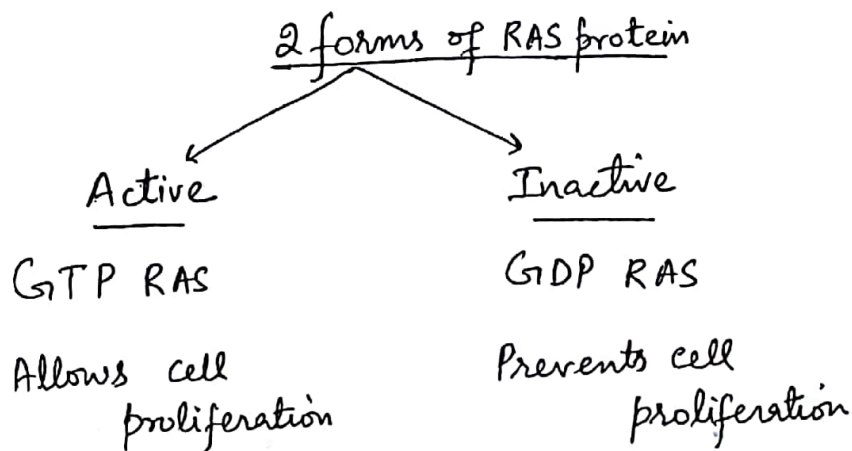 2 forms of RAS protein
Active
Inactive
GTP RAS
GDP RAS
Allows cell
proliferation
Prevents cell
proliferation